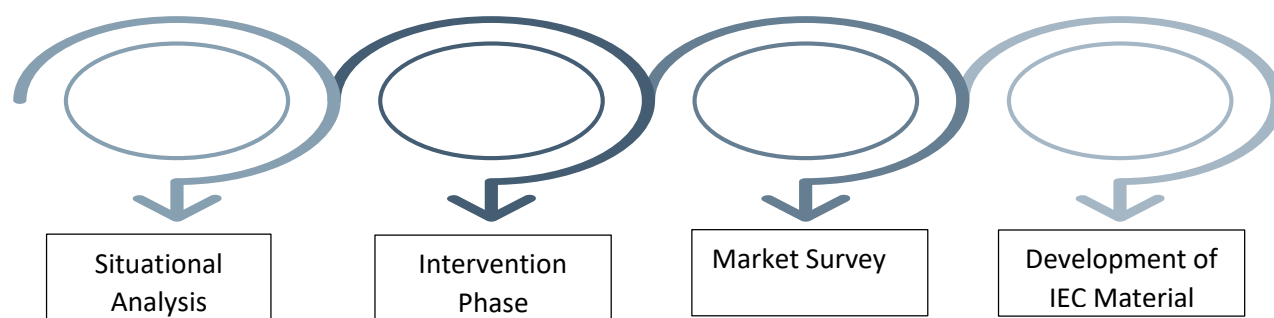 Situational
Analysis
Intervention
Phase
Market Survey
Development of
IEC Material